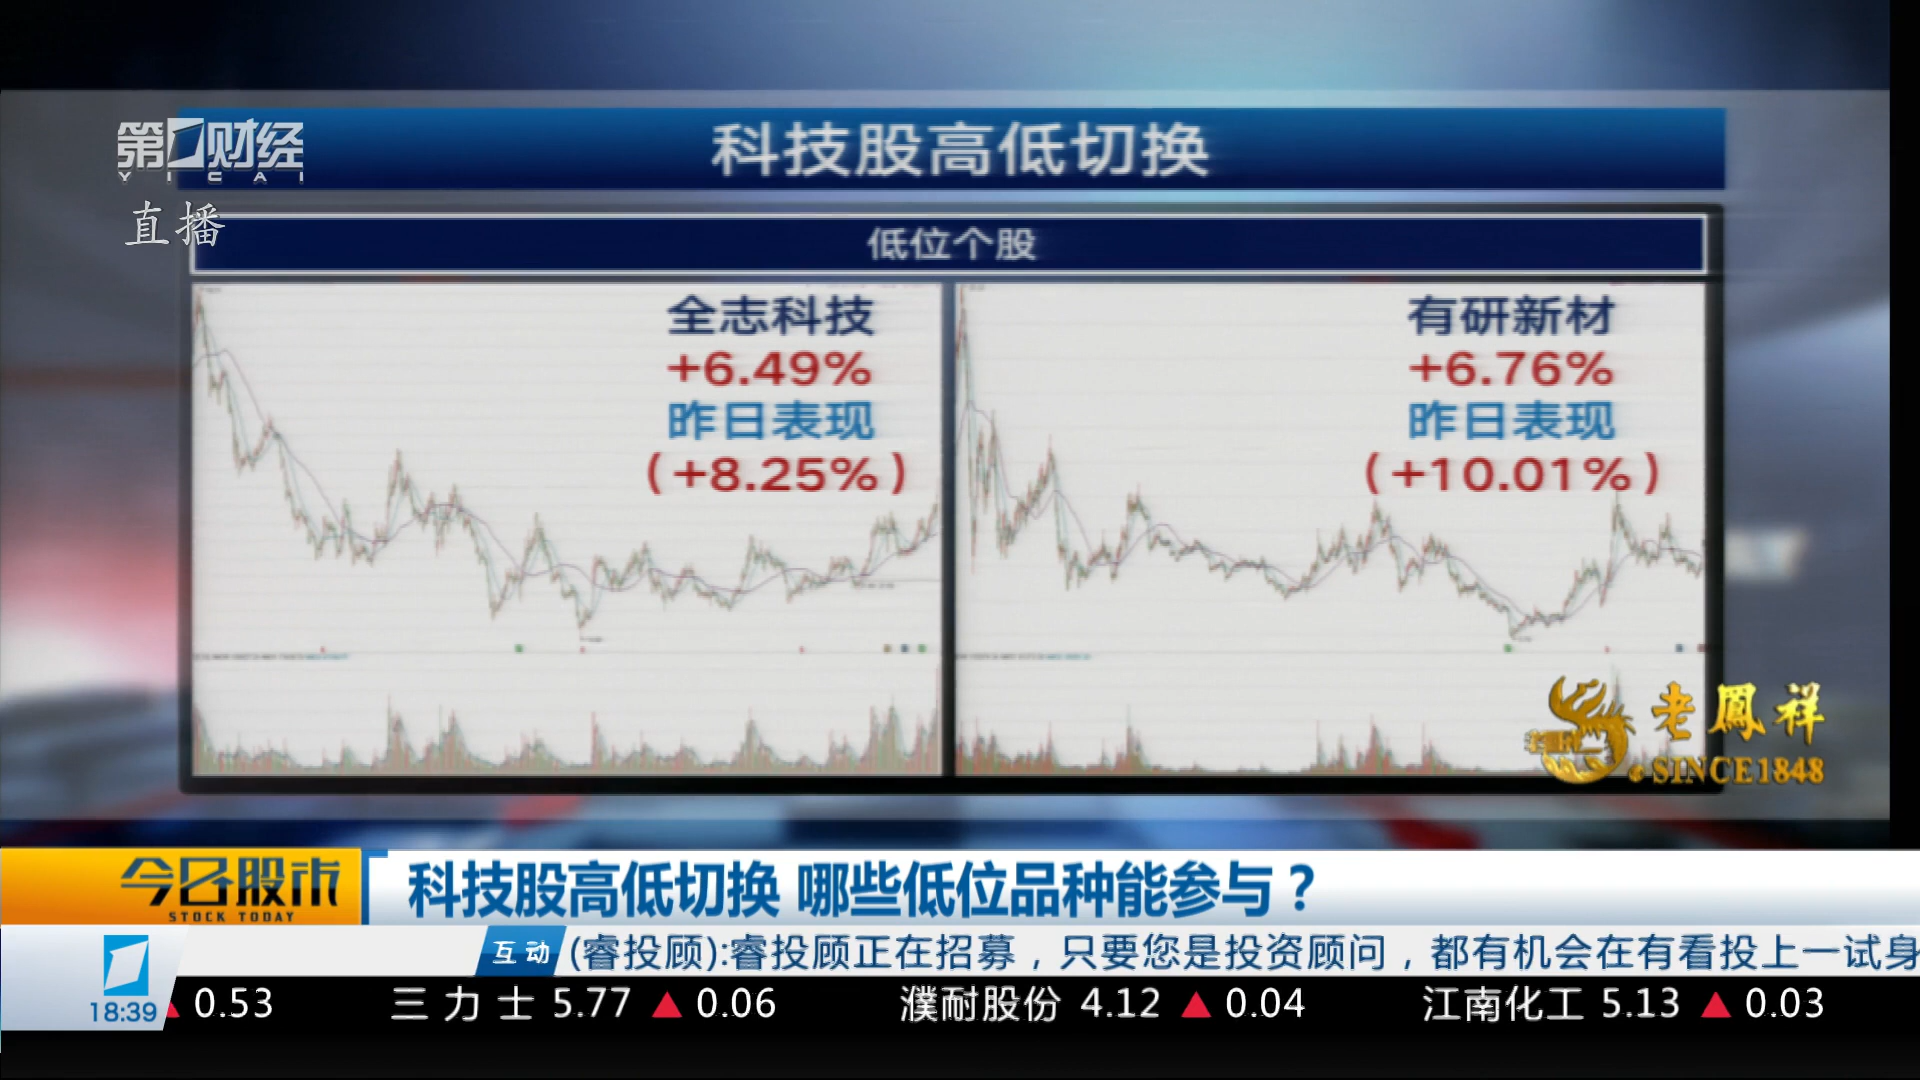 第一财经
YICAI
直播
科技股高低切换
低位个股
全志科技
+6.49%
昨日表现
(+8.25%)
有研新材
+6.76%
昨日表现
(+10.01%)
老鳳祥
SINCE1848
今日股市
STOCK TODAY
科技股高低切换 哪些低位品种能参与？
互动 (睿投顾):睿投顾正在招募，只要您是投资顾问，都有机会在有看投上一试身
18:39
▲ 0.53 三力士 5.77 ▲ 0.06 濮耐股份 4.12 ▲ 0.04 江南化工 5.13 ▲ 0.03